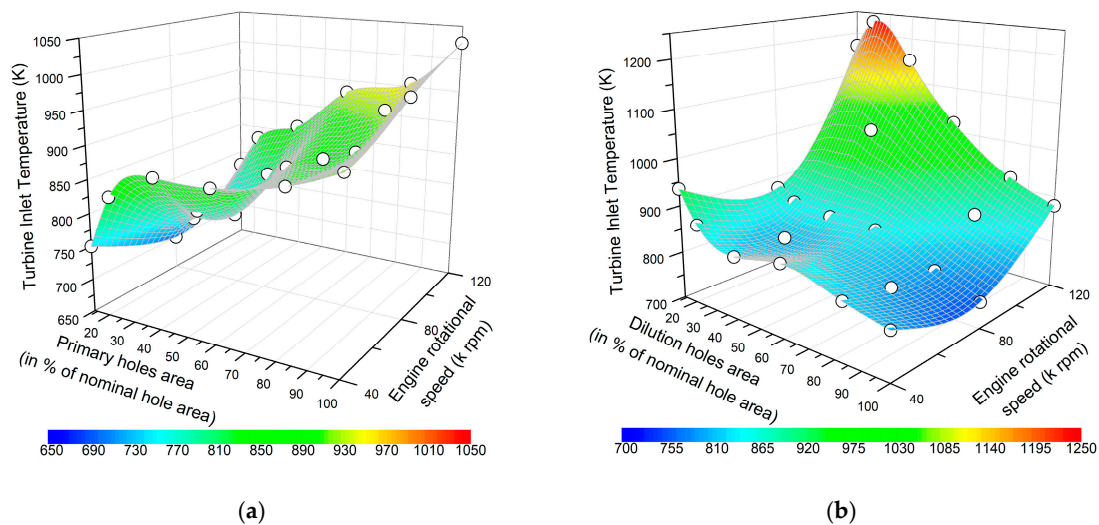 1050
1000
950
900
850
800
750
700
650
Turbine Inlet Temperature (K)
20 30 40 50 60 70 80 90 100
Primary holes area
(in % of nominal hole area)
40 80 120
Engine rotational
speed (k rpm)
650 690 730 770 810 850 890 930 970 1010 1050
(a)
1200
1100
1000
900
800
700
Turbine Inlet Temperature (K)
20 30 40 50 60 70 80 90 100
Dilution holes area
(in % of nominal hole area)
40 80 120
Engine rotational
speed (k rpm)
700 755 810 865 920 975 1030 1085 1140 1195 1250
(b)